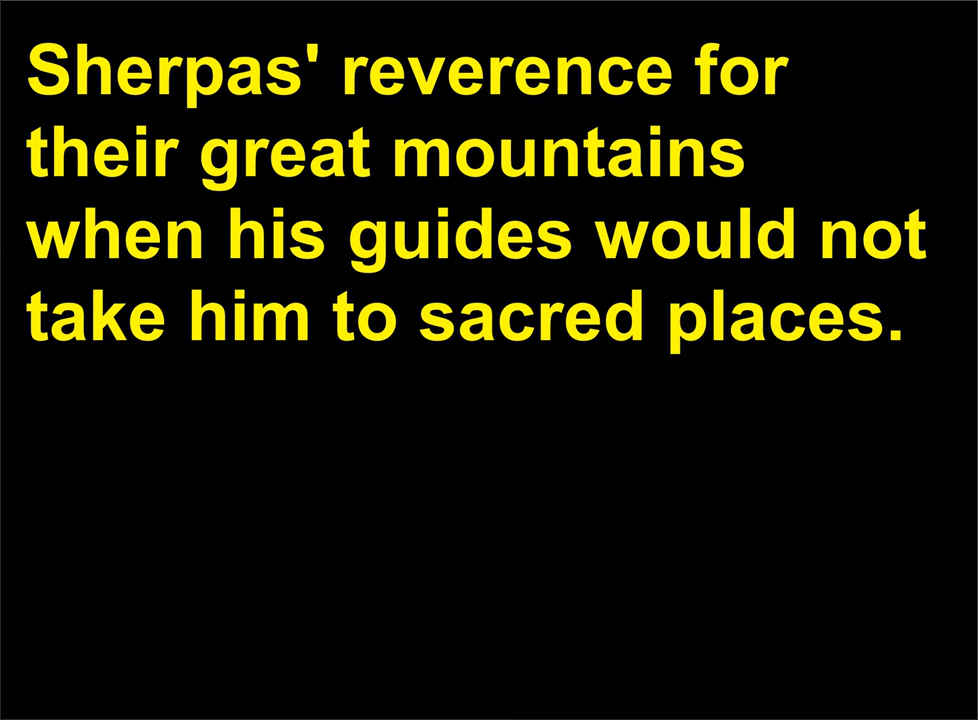 Sherpas' reverence for
their great mountains
when his guides would not
take him to sacred places.